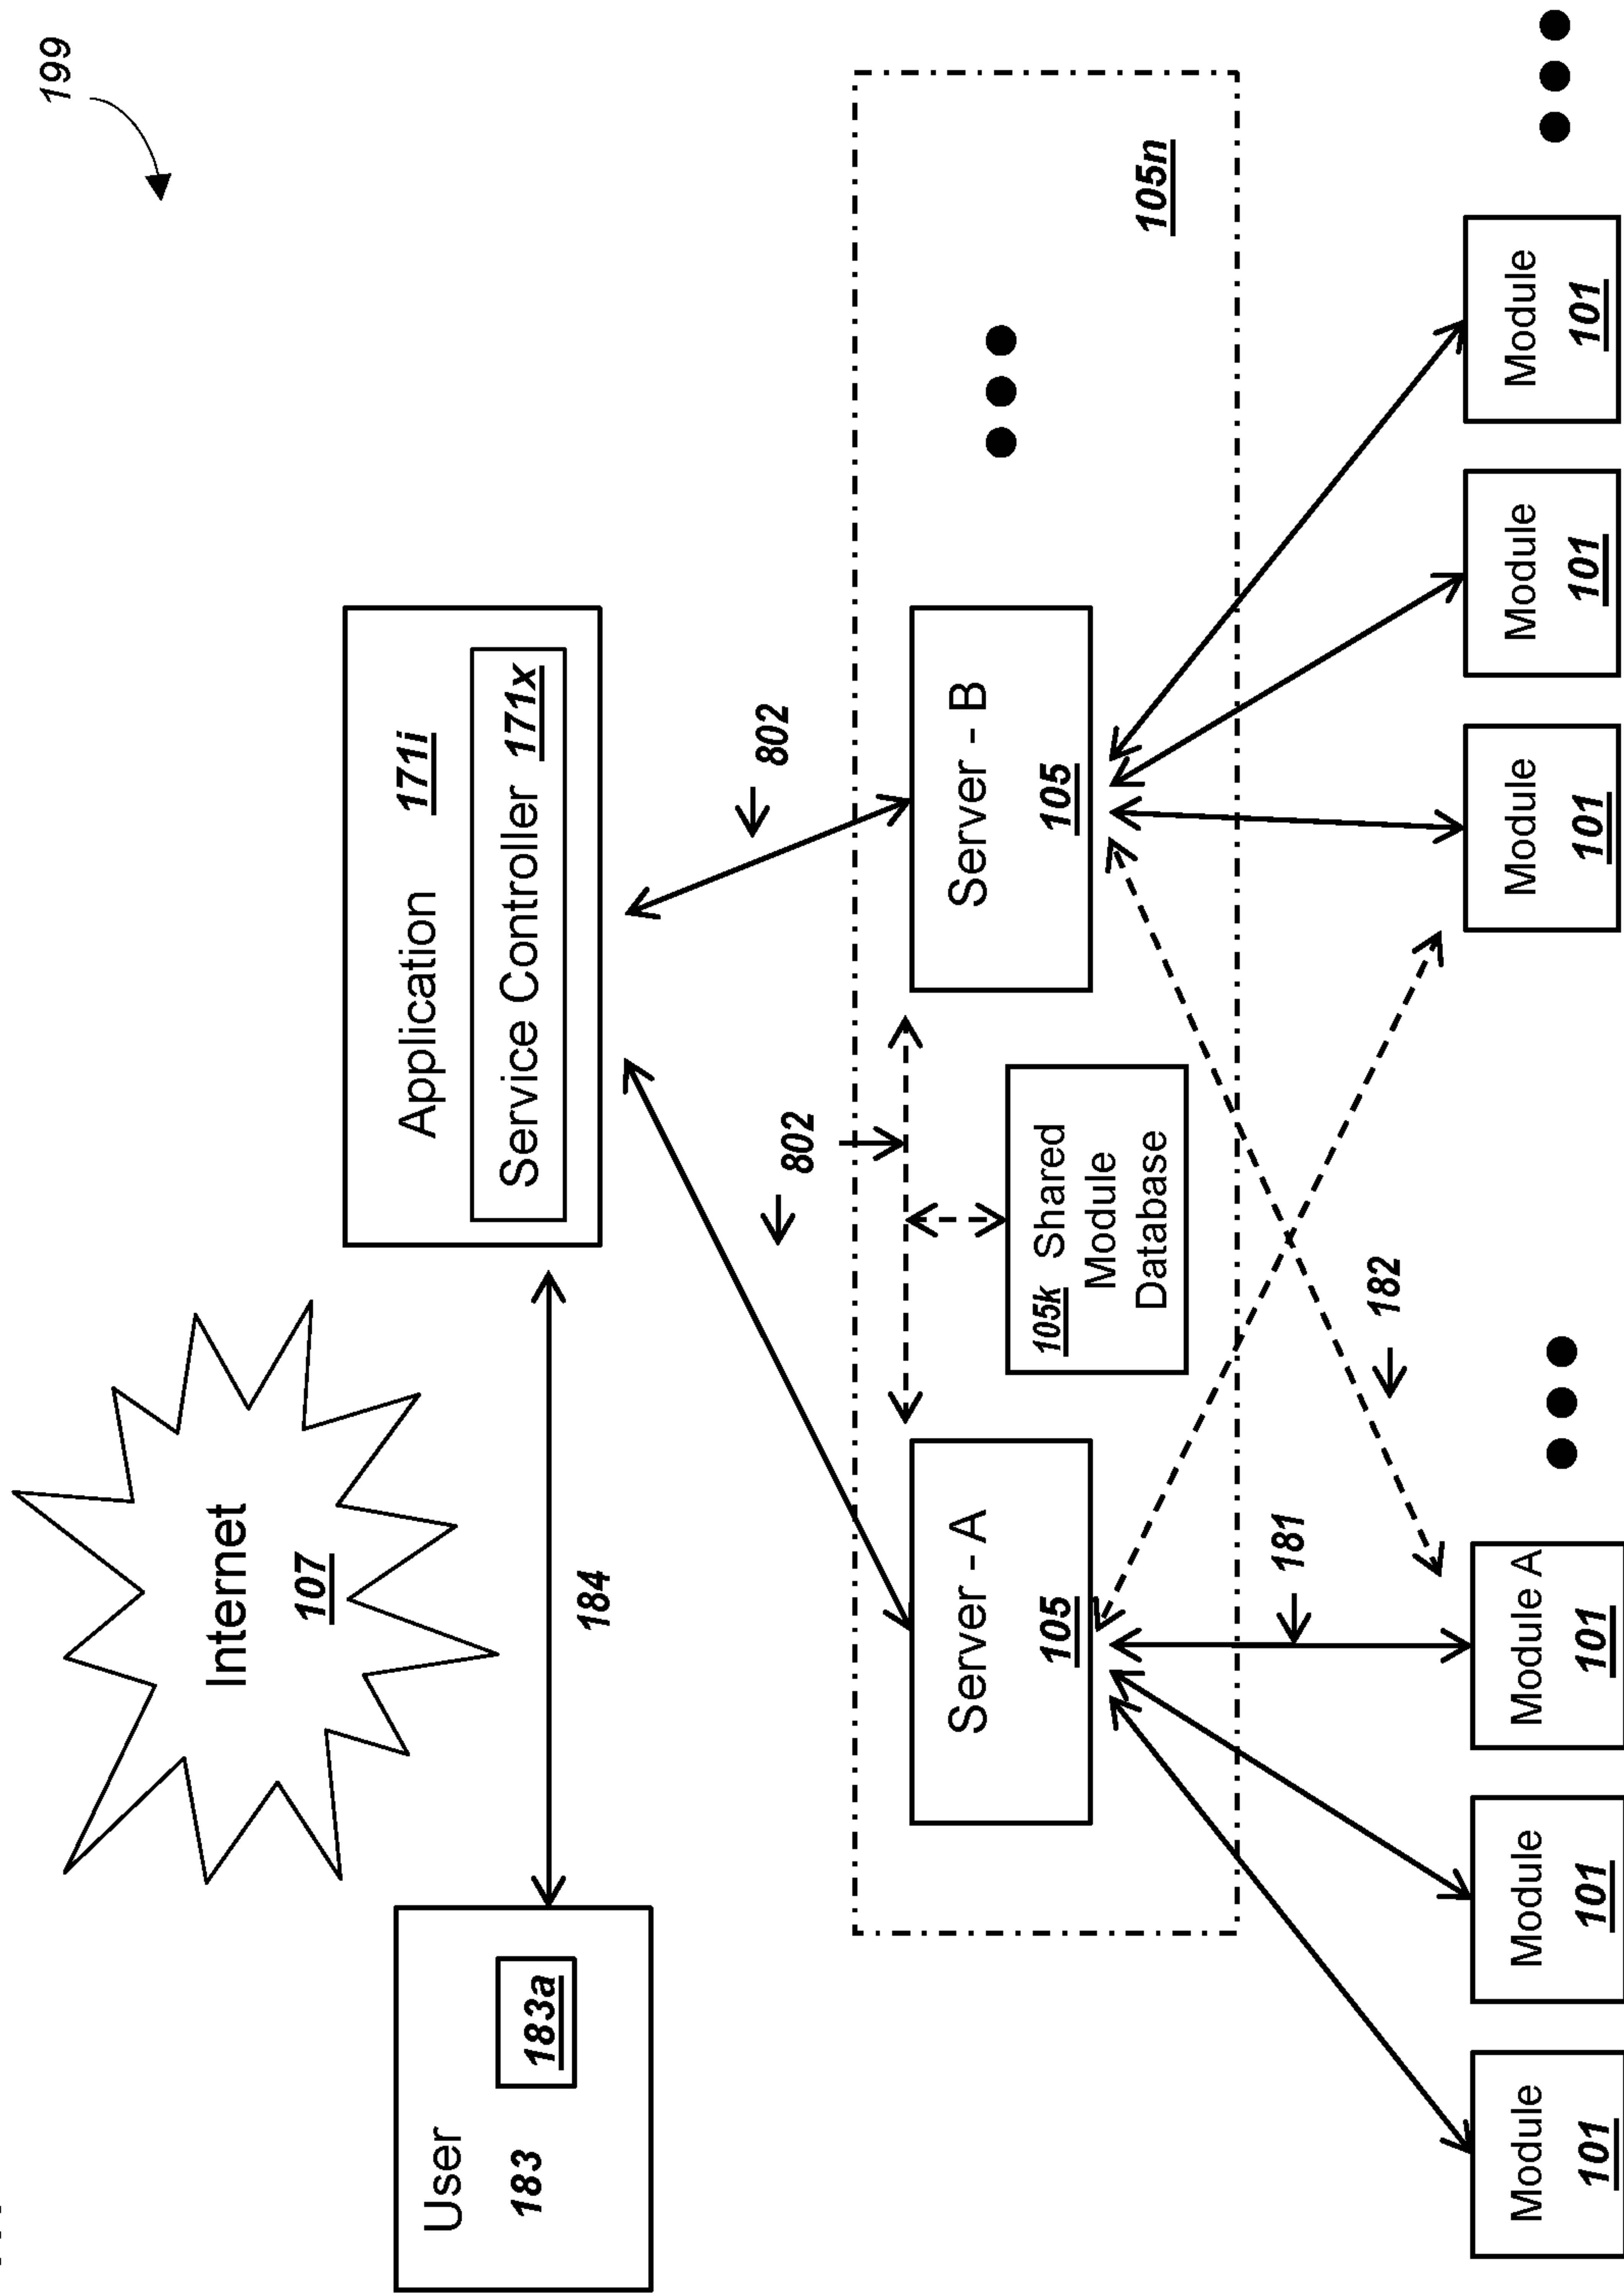 199
Internet
107
User
183
183a
184
Application 171i
Service Controller 171x
802
802
Server - A
105
105k Shared
Module
Database
Server - B
105
105n
181
182
Module
101
Module
101
Module A
101
Module
101
Module
101
Module
101